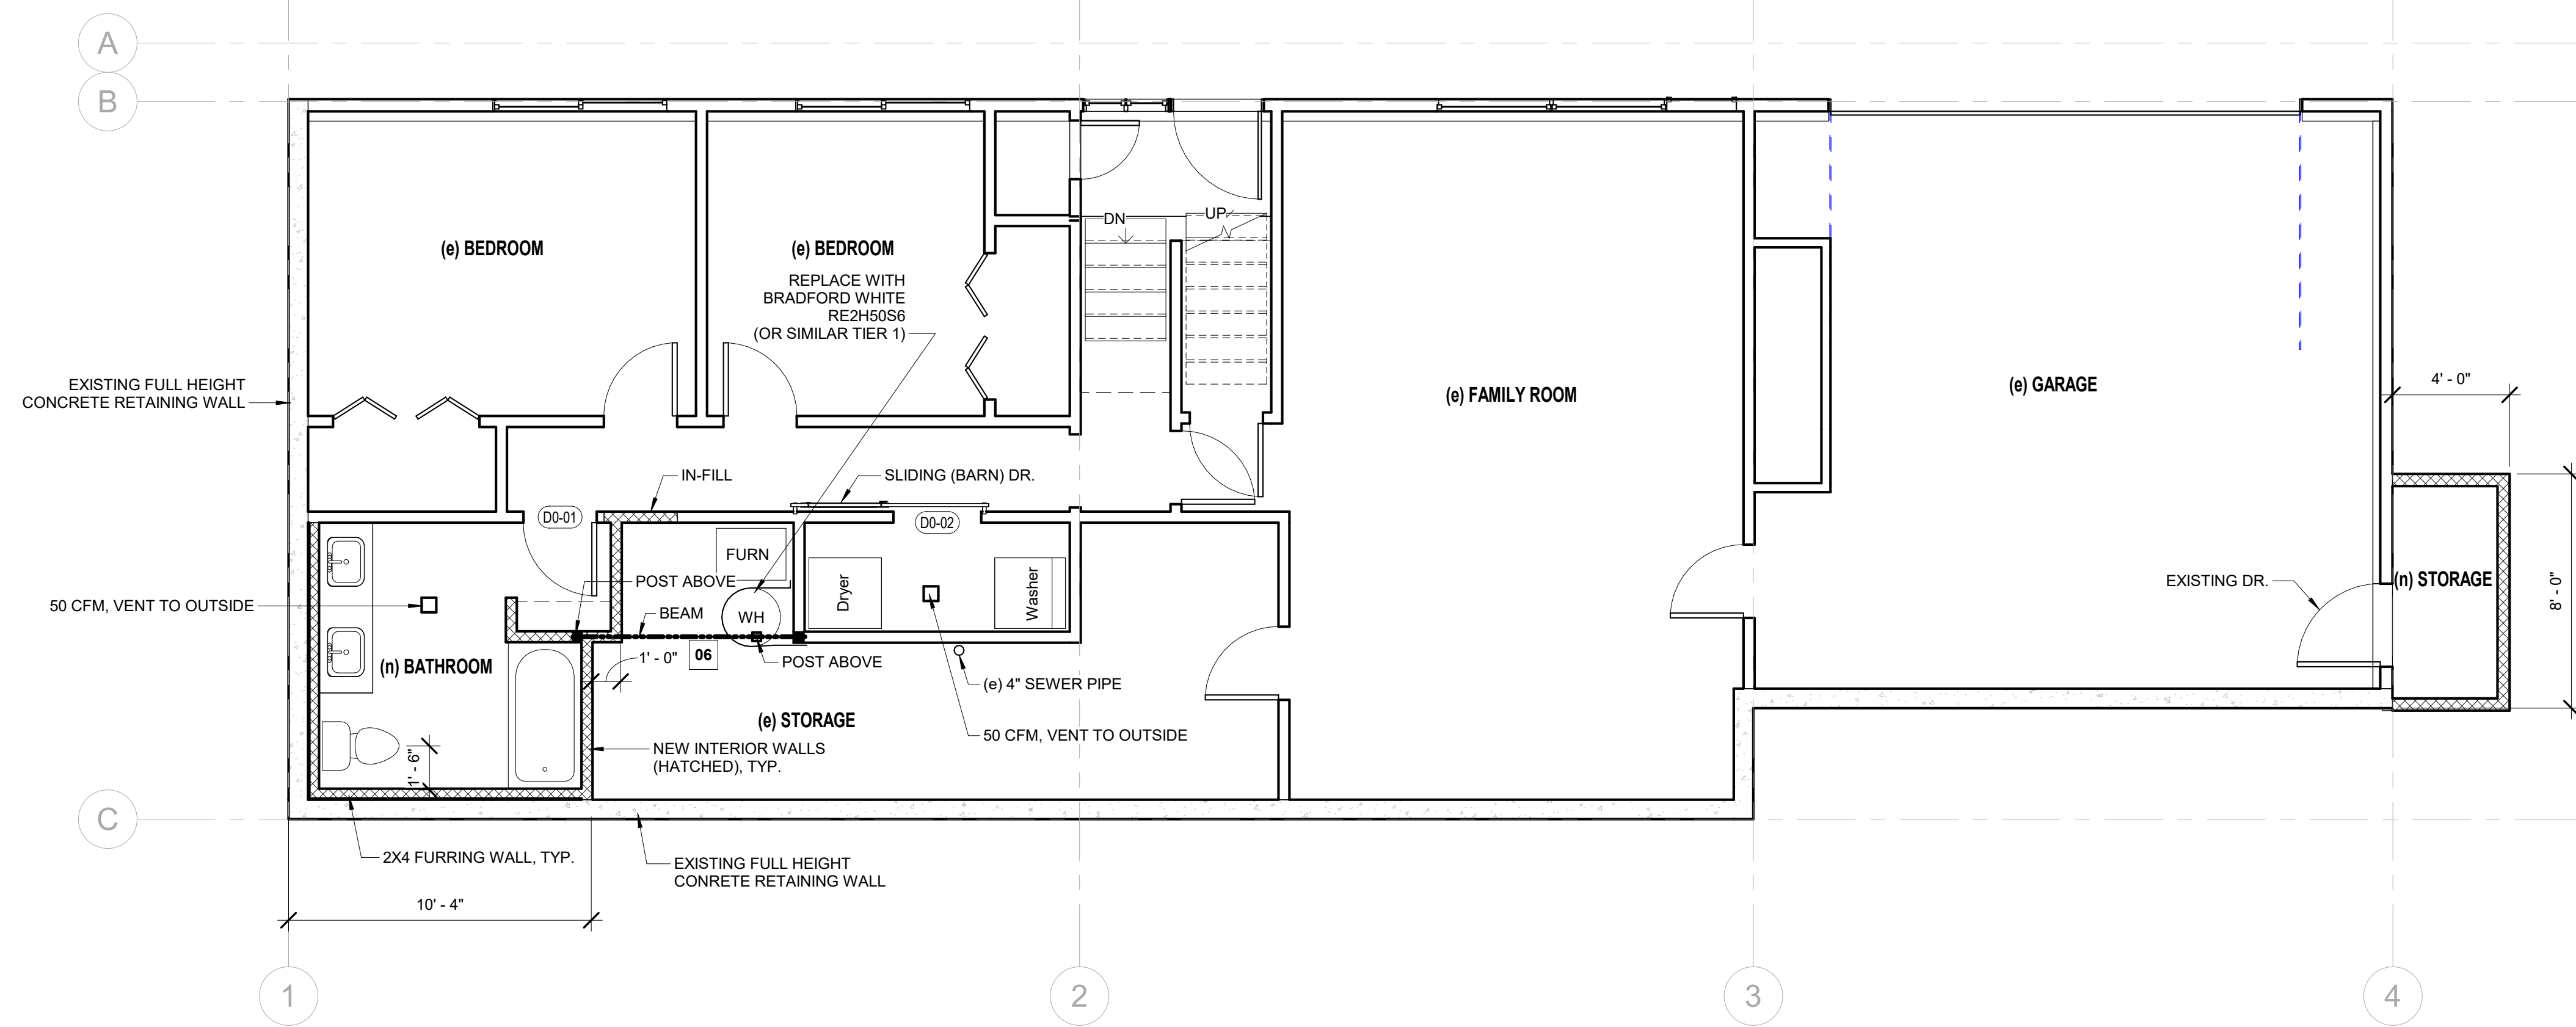 A
B
(e) BEDROOM
(e) BEDROOM
REPLACE WITH
BRADFORD WHITE
RE2H50S6
(OR SIMILAR TIER 1)
DN
UP
EXISTING FULL HEIGHT
CONCRETE RETAINING WALL
(e) FAMILY ROOM
(e) GARAGE
4' - 0"
IN-FILL
SLIDING (BARN) DR.
D0-01
D0-02
FURN
POST ABOVE
Dryer
Washer
EXISTING DR.
(n) STORAGE
8' - 0"
50 CFM, VENT TO OUTSIDE
BEAM
WH
1' - 0"
06
POST ABOVE
(n) BATHROOM
(e) 4" SEWER PIPE
(e) STORAGE
50 CFM, VENT TO OUTSIDE
NEW INTERIOR WALLS
(HATCHED), TYP.
1' - 6"
C
2X4 FURRING WALL, TYP.
EXISTING FULL HEIGHT
CONRETE RETAINING WALL
10' - 4"
1
2
3
4